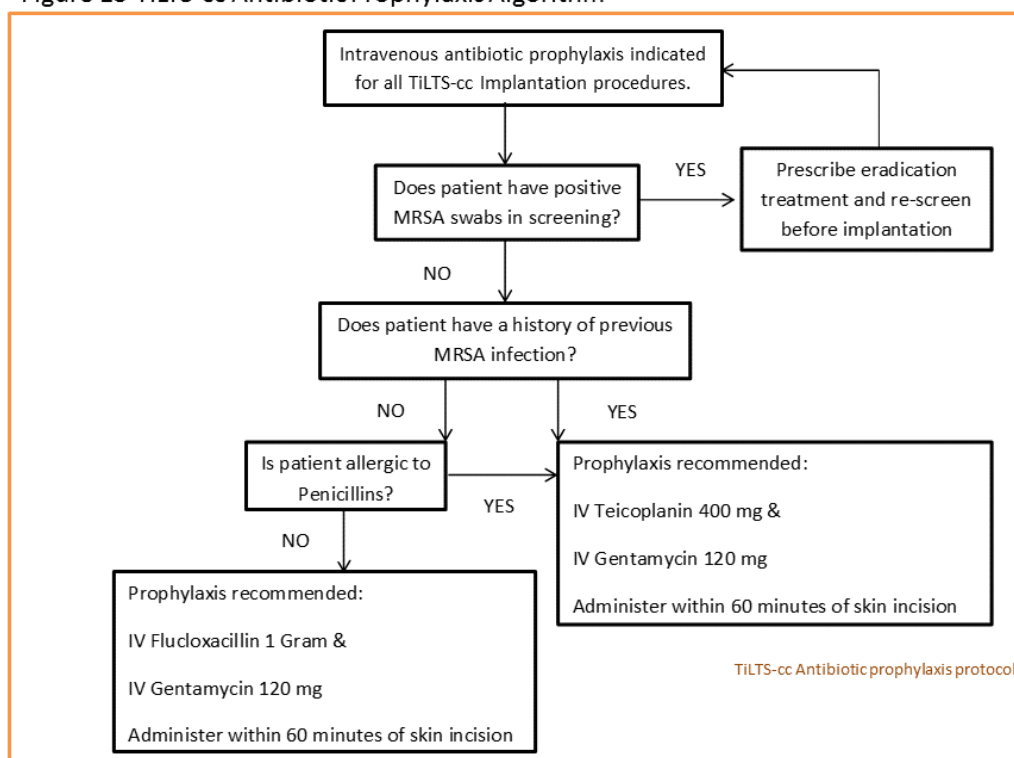 Intravenous antibiotic prophylaxis indicated
for all TiLTS-cc Implantation procedures.
Does patient have positive
MRSA swabs in screening?
YES
Prescribe eradication
treatment and re-screen
before implantation
NO
Does patient have a history of previous
MRSA infection?
NO
YES
Is patient allergic to
Penicillins?
YES
NO
Prophylaxis recommended:
IV Teicoplanin 400 mg &
IV Gentamycin 120 mg
Administer within 60 minutes of skin incision
Prophylaxis recommended:
IV Flucloxacillin 1 Gram &
IV Gentamycin 120 mg
Administer within 60 minutes of skin incision
TiLTS-cc Antibiotic prophylaxis protocol